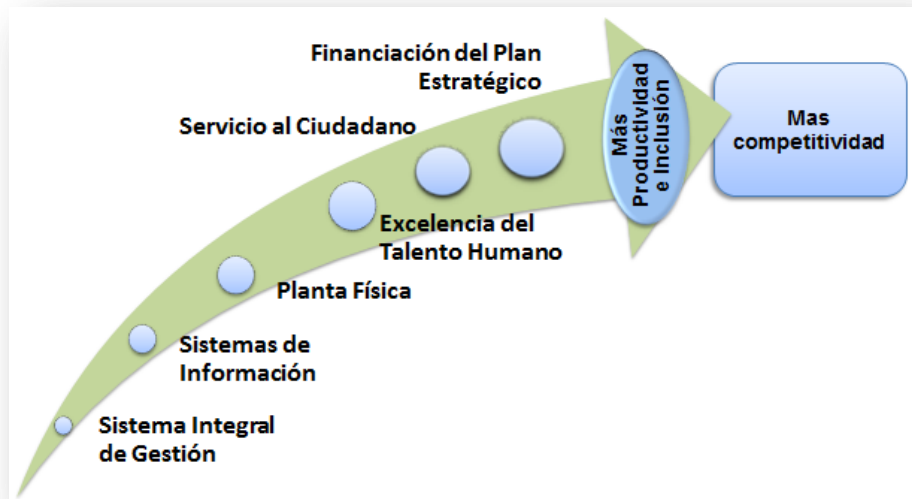 Financiación del Plan
Estratégico
Servicio al Ciudadano
Más
Productividad
e Inclusión
Mas
competitividad
Excelencia del
Talento Humano
Planta Física
Sistemas de
Información
Sistema Integral
de Gestión